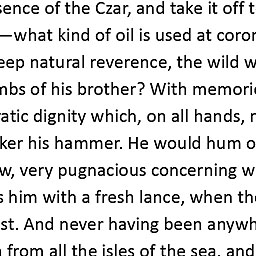 sence of the Czar, and take it off t
—what kind of oil is used at coron
eep natural reverence, the wild w
mbs of his brother? With memori
ratic dignity which, on all hands, r
ker his hammer. He would hum o
w, very pugnacious concerning w
s him with a fresh lance, when the
st. And never having been anywh
from all the isles of the sea, and